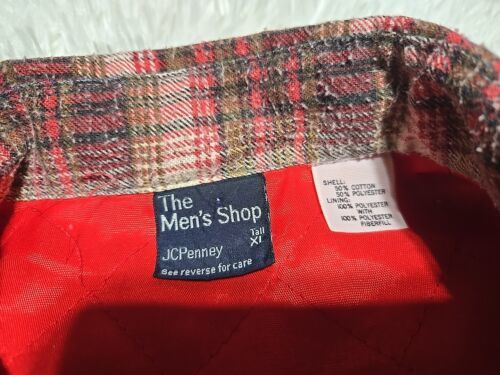 The
Men's Shop
Tall
XL
JCPenney
See reverse for care
SHELL:
50% COTTON
50% POLYESTER
LINING:
100% POLYESTER
WITH
100% POLYESTER
FIBERFILL